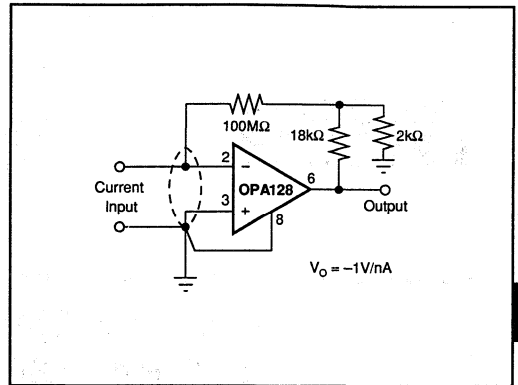 100MΩ
18kΩ
2kΩ
2
−
OPA128
6
3
+
8
Current
Input
Output
V_O = −1V/nA